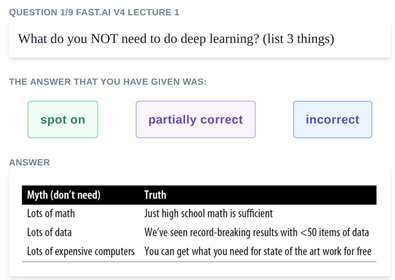 QUESTION 1/9 FAST.AI V4 LECTURE 1
What do you NOT need to do deep learning? (list 3 things)
THE ANSWER THAT YOU HAVE GIVEN WAS:
spot on partially correct incorrect
ANSWER
Myth (don't need) Truth
Lots of math Just high school math is sufficient
Lots of data We've seen record-breaking results with <50 items of data
Lots of expensive computers You can get what you need for state of the art work for free